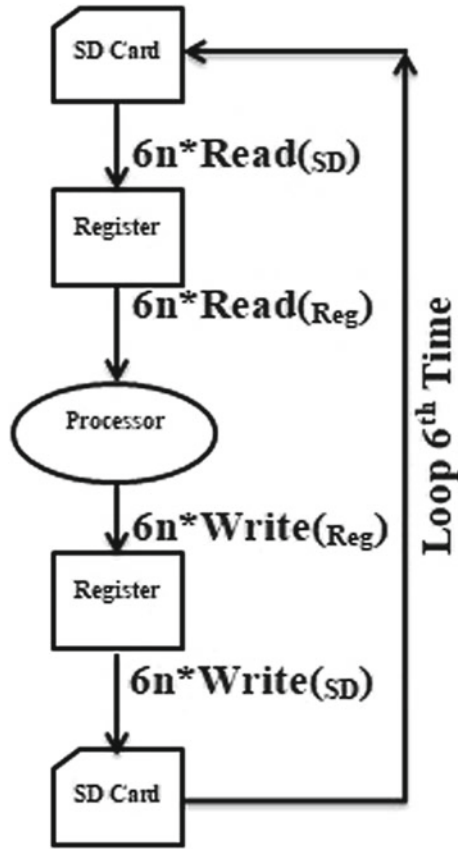 SD Card
6n*Read(SD)
Register
6n*Read(Reg)
Processor
6n*Write(Reg)
Register
6n*Write(SD)
SD Card
Loop 6th Time